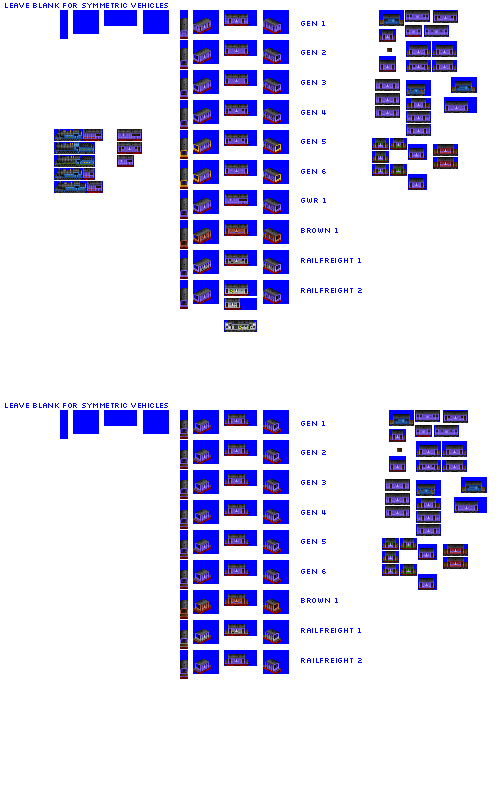 LEAVE BLANK FOR SYMMETRIC VEHICLES
GEN 1
GEN 2
GEN 3
GEN 4
GEN 5
GEN 6
GWR 1
BROWN 1
RAILFREIGHT 1
RAILFREIGHT 2
LEAVE BLANK FOR SYMMETRIC VEHICLES
GEN 1
GEN 2
GEN 3
GEN 4
GEN 5
GEN 6
BROWN 1
RAILFREIGHT 1
RAILFREIGHT 2